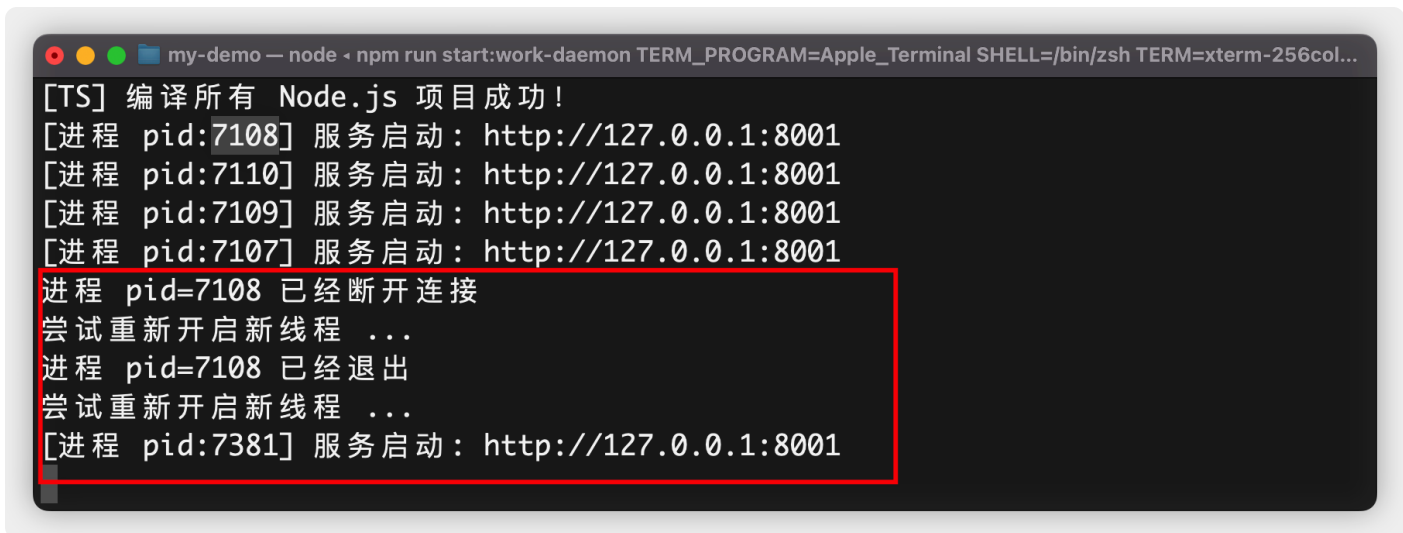 my-demo — node ◂ npm run start:work-daemon TERM_PROGRAM=Apple_Terminal SHELL=/bin/zsh TERM=xterm-256col...
[TS] 编译所有 Node.js 项目成功!
[进程 pid:7108] 服务启动: http://127.0.0.1:8001
[进程 pid:7110] 服务启动: http://127.0.0.1:8001
[进程 pid:7109] 服务启动: http://127.0.0.1:8001
[进程 pid:7107] 服务启动: http://127.0.0.1:8001
进程 pid=7108 已经断开连接
尝试重新开启新线程 ...
进程 pid=7108 已经退出
尝试重新开启新线程 ...
[进程 pid:7381] 服务启动: http://127.0.0.1:8001